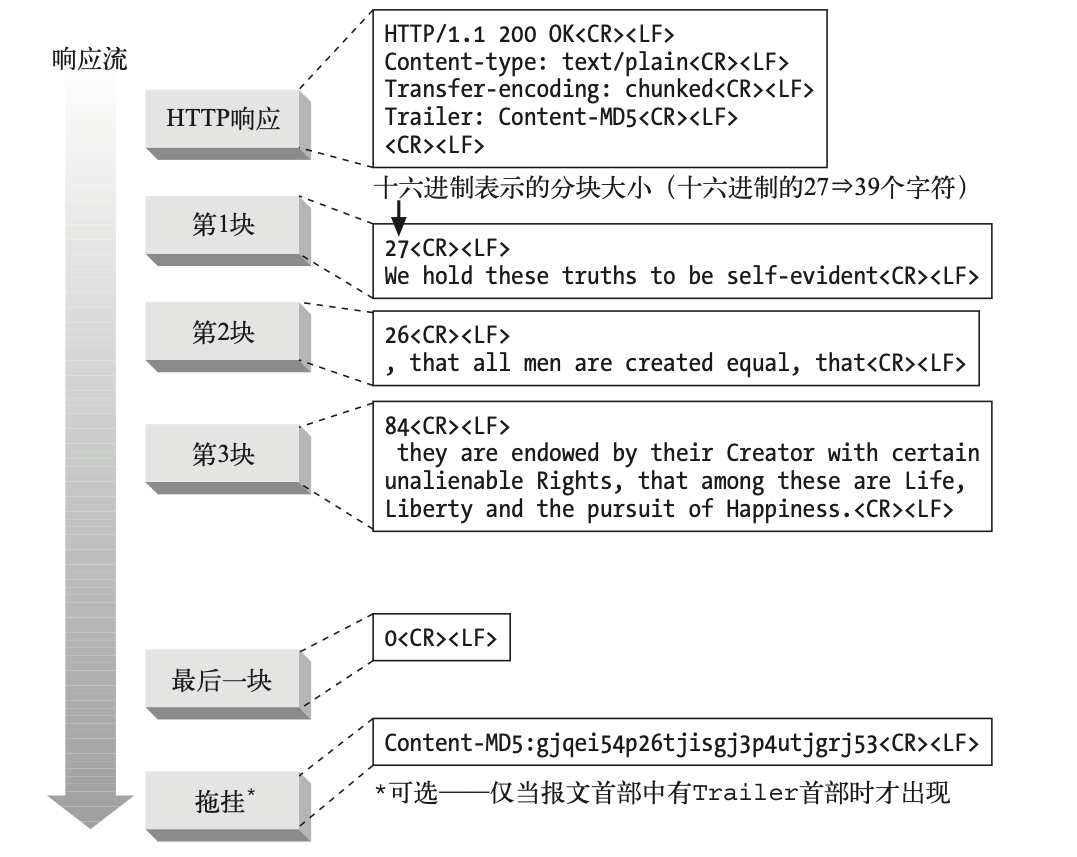 响应流
HTTP响应
HTTP/1.1 200 OK<CR><LF>
Content-type: text/plain<CR><LF>
Transfer-encoding: chunked<CR><LF>
Trailer: Content-MD5<CR><LF>
<CR><LF>
十六进制表示的分块大小（十六进制的27⇒39个字符）
第1块
27<CR><LF>
We hold these truths to be self-evident<CR><LF>
第2块
26<CR><LF>
, that all men are created equal, that<CR><LF>
第3块
84<CR><LF>
they are endowed by their Creator with certain
unalienable Rights, that among these are Life,
Liberty and the pursuit of Happiness.<CR><LF>
最后一块
0<CR><LF>
拖挂*
Content-MD5:gjqei54p26tjisgj3p4utjgrj53<CR><LF>
*可选——仅当报文首部中有Trailer首部时才出现